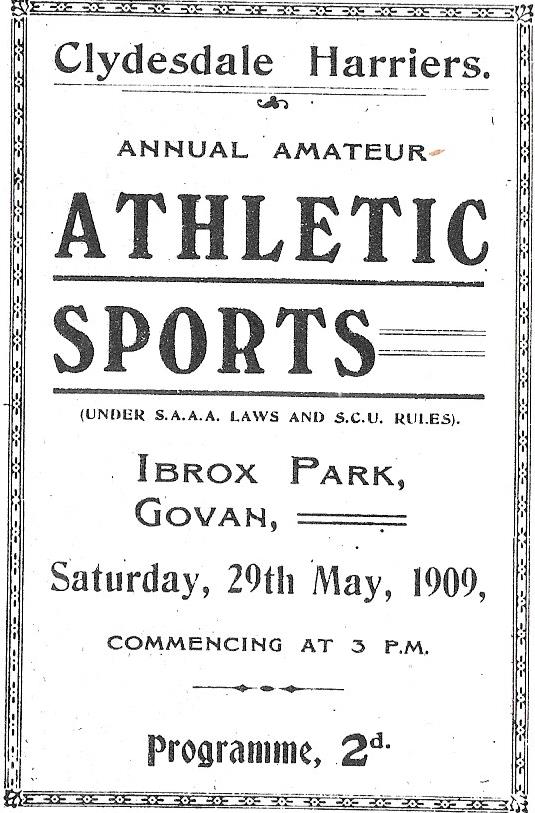 Clydesdale Harriers.
ANNUAL AMATEUR
ATHLETIC
SPORTS
(UNDER S.A.A.A. LAWS AND S.C.U. RULES).
IBROX PARK,
GOVAN,
Saturday, 29th May, 1909,
COMMENCING AT 3 P.M.
Programme, 2d.